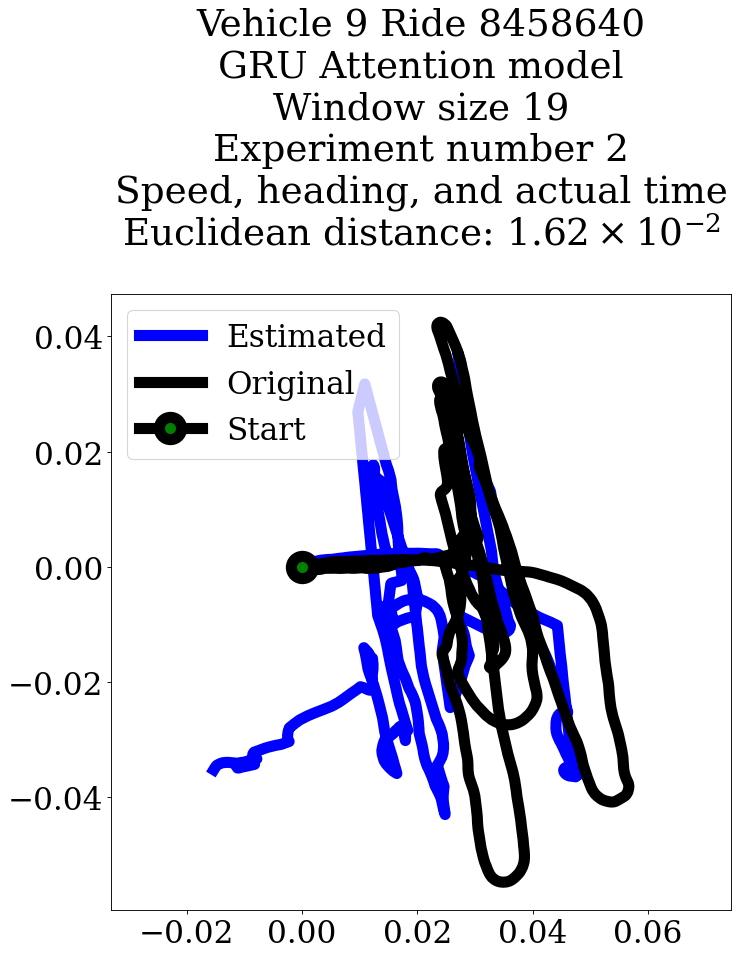 Vehicle 9 Ride 8458640
GRU Attention model
Window size 19
Experiment number 2
Speed, heading, and actual time
Euclidean distance: 1.62 × 10⁻²
Estimated
Original
Start
0.04
0.02
0.00
−0.02
−0.04
−0.02 0.00 0.02 0.04 0.06